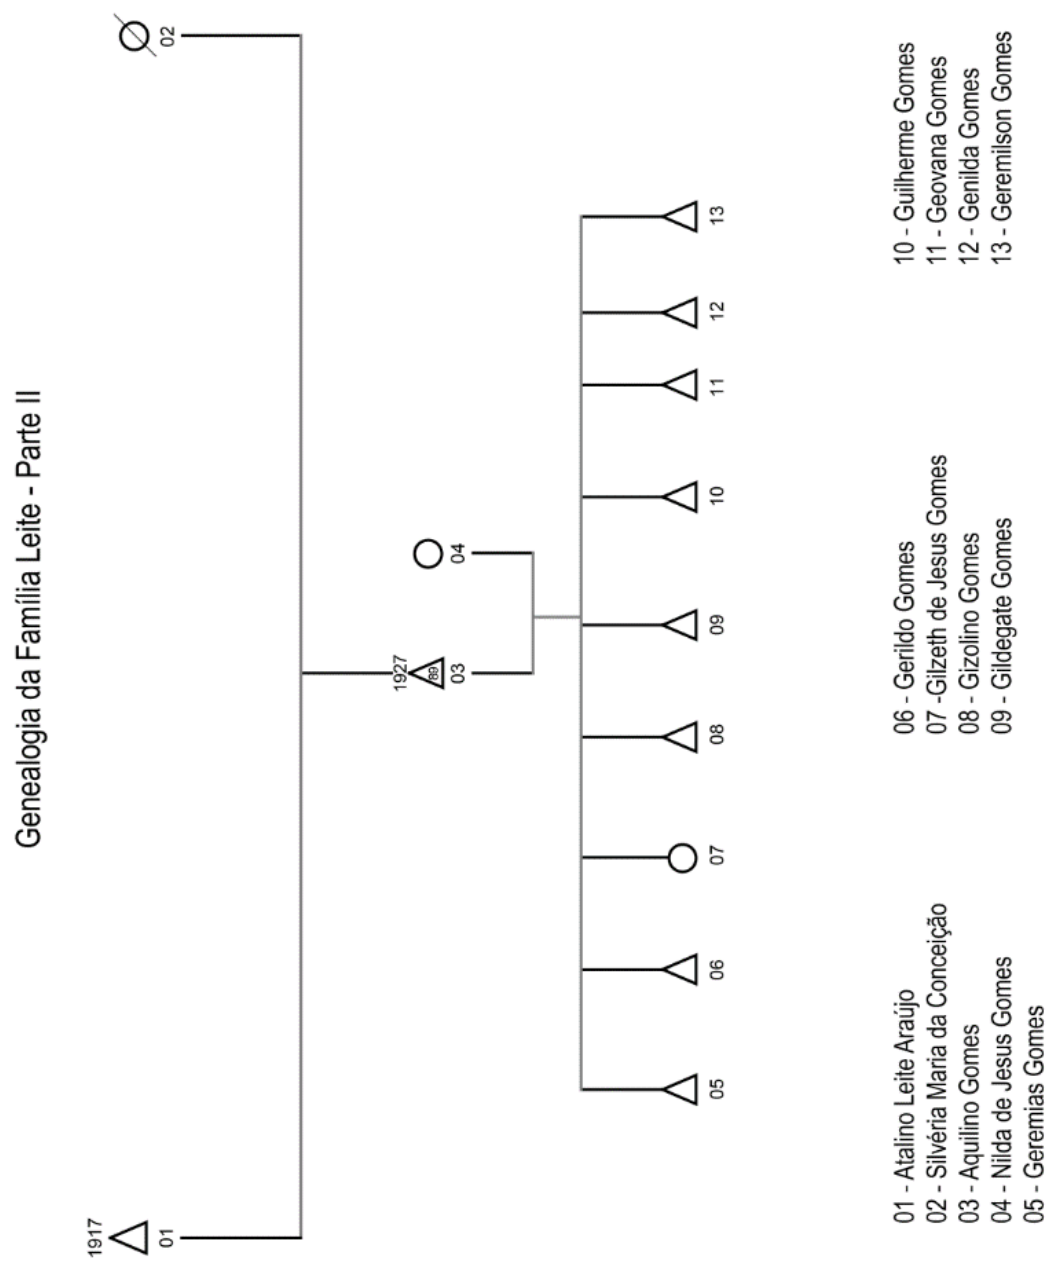 Genealogia da Família Leite - Parte II
1917
01
02
1927
89
03
04
05
06
07
08
09
10
11
12
13
01 - Atalino Leite Araújo
02 - Silvéria Maria da Conceição
03 - Aquilino Gomes
04 - Nilda de Jesus Gomes
05 - Geremias Gomes
06 - Gerildo Gomes
07 -Gilzeth de Jesus Gomes
08 - Gizolino Gomes
09 - Gildegate Gomes
10 - Guilherme Gomes
11 - Geovana Gomes
12 - Genilda Gomes
13 - Geremilson Gomes